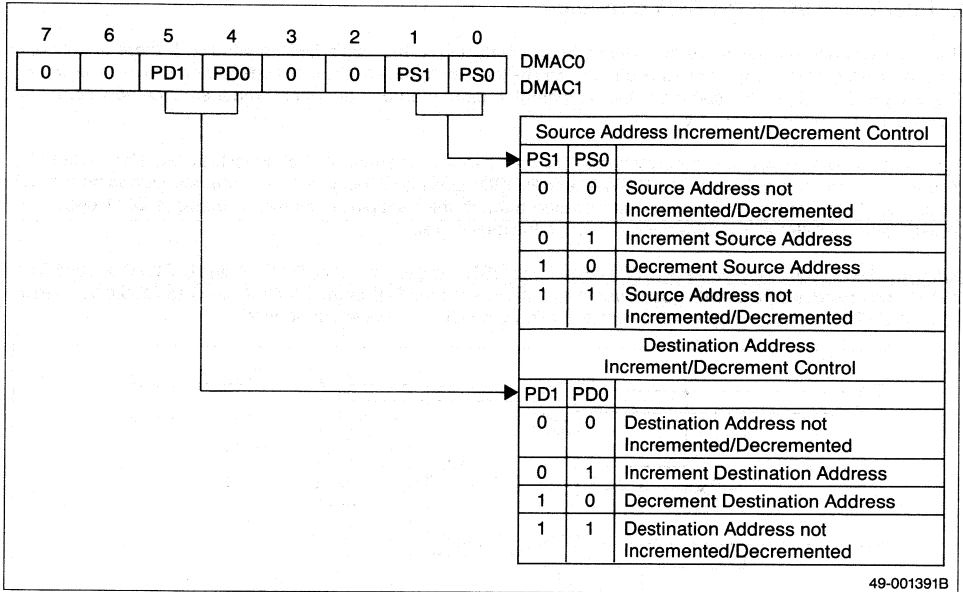 7 6 5 4 3 2 1 0
0 0 PD1 PD0 0 0 PS1 PS0
DMAC0
DMAC1
Source Address Increment/Decrement Control
PS1 PS0
0 0 Source Address not
Incremented/Decremented
0 1 Increment Source Address
1 0 Decrement Source Address
1 1 Source Address not
Incremented/Decremented
Destination Address
Increment/Decrement Control
PD1 PD0
0 0 Destination Address not
Incremented/Decremented
0 1 Increment Destination Address
1 0 Decrement Destination Address
1 1 Destination Address not
Incremented/Decremented
49-001391B